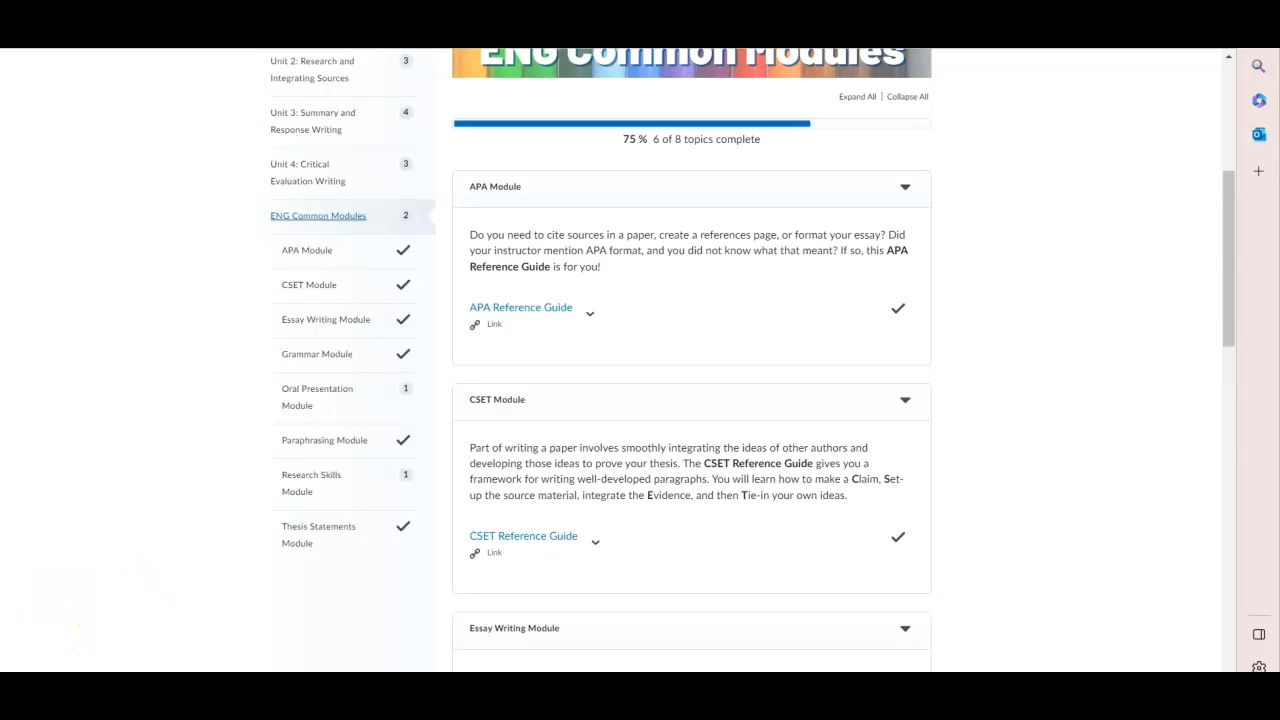 Unit 2: Research and
Integrating Sources
3
Unit 3: Summary and
Response Writing
4
Unit 4: Critical
Evaluation Writing
3
ENG Common Modules
2
APA Module
CSET Module
Essay Writing Module
Grammar Module
Oral Presentation
Module
1
Paraphrasing Module
Research Skills
Module
1
Thesis Statements
Module
ENG Common Modules
Expand All | Collapse All
75 % 6 of 8 topics complete
APA Module
Do you need to cite sources in a paper, create a references page, or format your essay? Did
your instructor mention APA format, and you did not know what that meant? If so, this APA
Reference Guide is for you!
APA Reference Guide
Link
CSET Module
Part of writing a paper involves smoothly integrating the ideas of other authors and
developing those ideas to prove your thesis. The CSET Reference Guide gives you a
framework for writing well-developed paragraphs. You will learn how to make a Claim, Set-
up the source material, integrate the Evidence, and then Tie-in your own ideas.
CSET Reference Guide
Link
Essay Writing Module